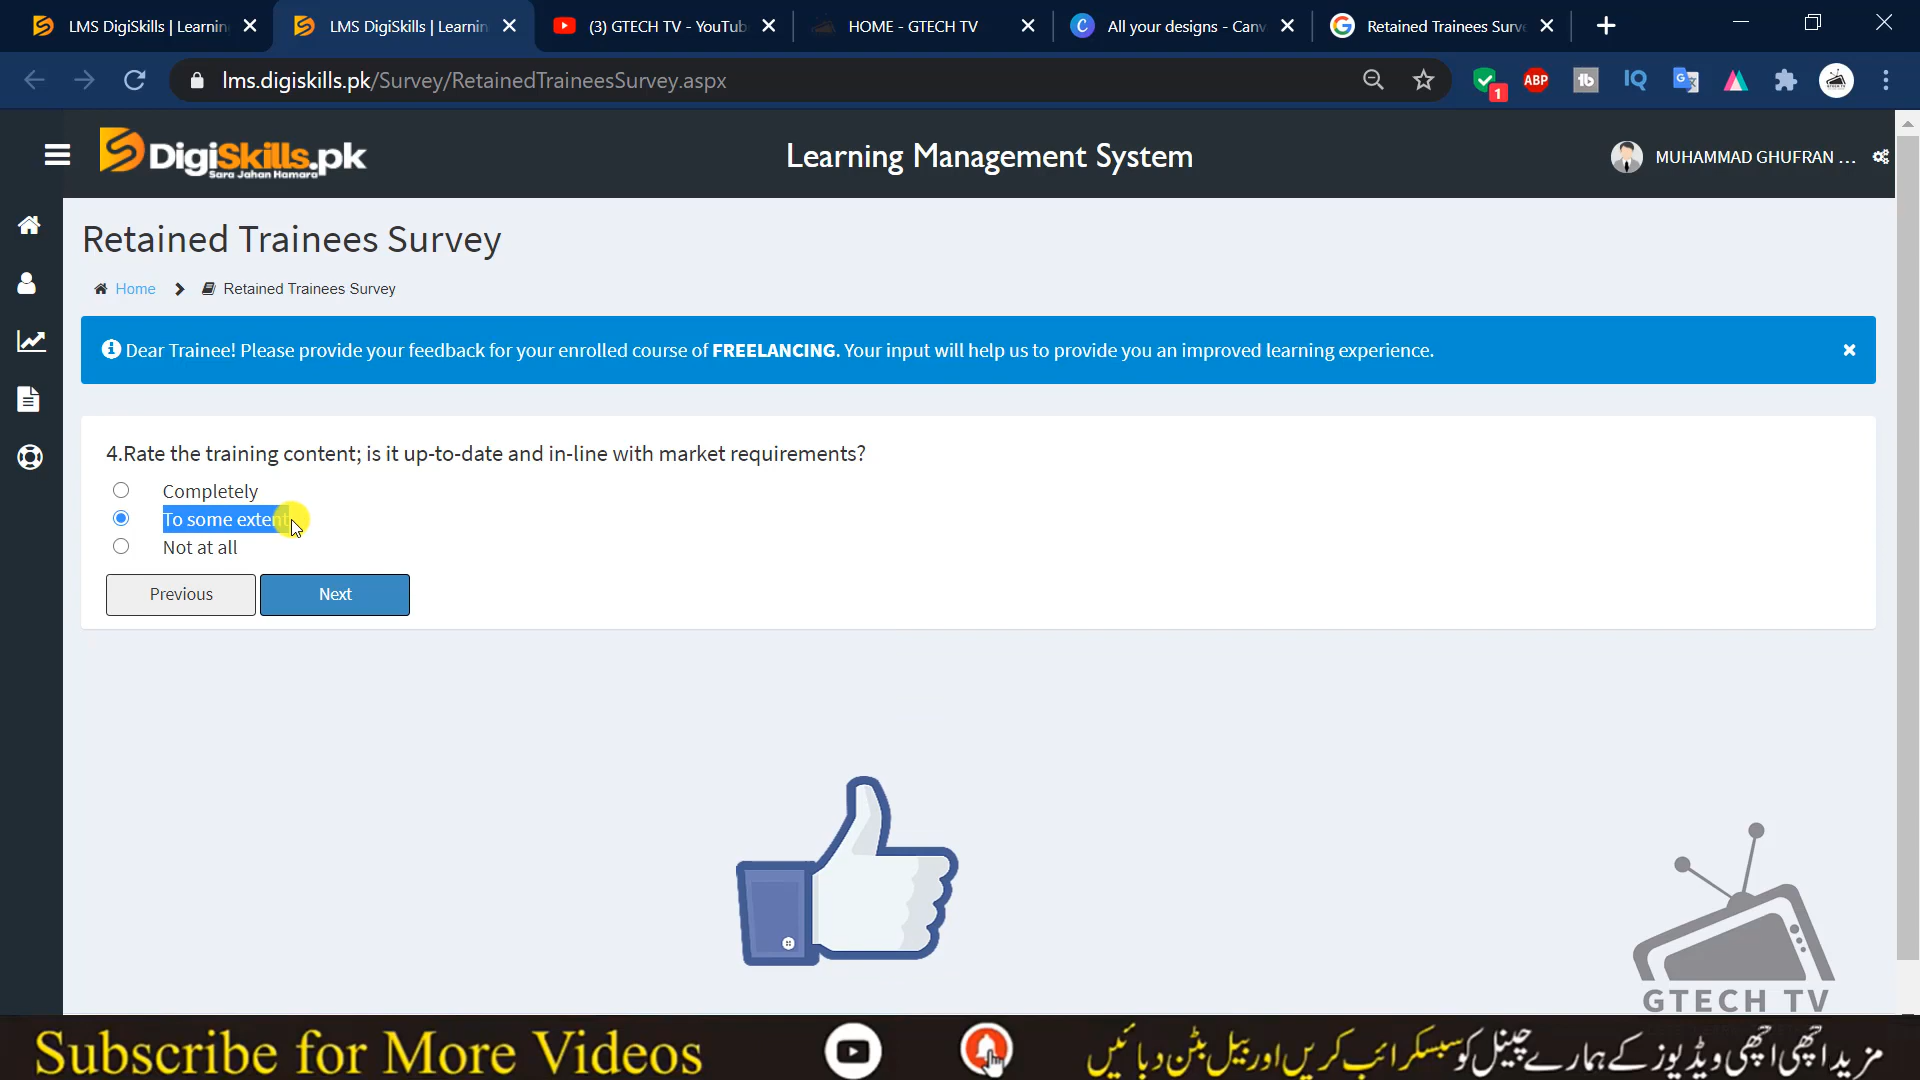 LMS DigiSkills | Learnin
LMS DigiSkills | Learnin
(3) GTECH TV - YouTub
HOME - GTECH TV
All your designs - Canv
Retained Trainees Surve
lms.digiskills.pk/Survey/RetainedTraineesSurvey.aspx
1
ABP
tb
IQ
DigiSkills.pk
Sara Jahan Hamara
Learning Management System
MUHAMMAD GHUFRAN ...
Retained Trainees Survey
Home
Retained Trainees Survey
Dear Trainee! Please provide your feedback for your enrolled course of FREELANCING. Your input will help us to provide you an improved learning experience.
4.Rate the training content; is it up-to-date and in-line with market requirements?
Completely
To some extent
Not at all
Previous
Next
GTECH TV
Subscribe for More Videos
مزید اچھی اچھی ویڈیوز کے ہمارے چینل کو سبسکرائب کریں اور بیل بٹن دبائیں